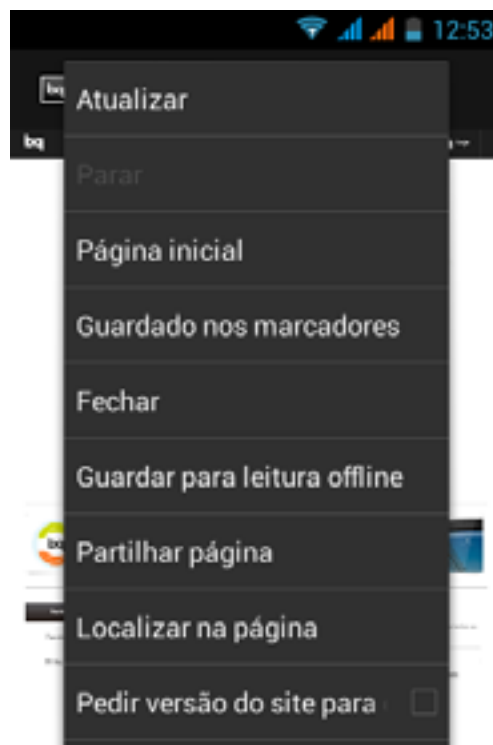 12:53
bq
Atualizar
Parar
Página inicial
Guardado nos marcadores
Fechar
Guardar para leitura offline
Partilhar página
Localizar na página
Pedir versão do site para